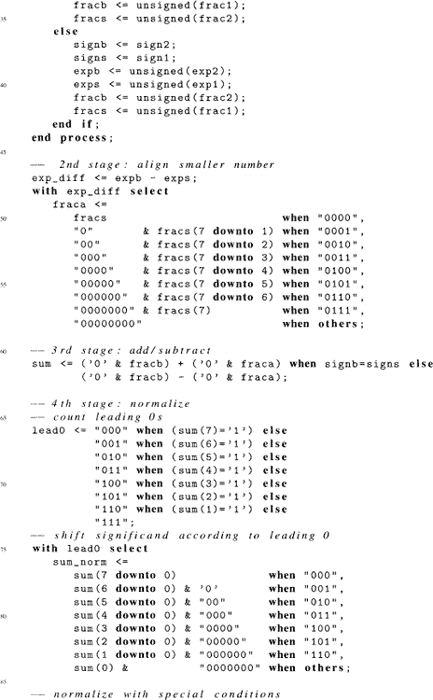 fracb <= unsigned(frac1);
35 fracs <= unsigned(frac2);
else
signb <= sign2;
signs <= sign1;
expb <= unsigned(exp2);
40 exps <= unsigned(exp1);
fracb <= unsigned(frac2);
fracs <= unsigned(frac1);
end if;
end process;
45
-- 2nd stage: align smaller number
exp_diff <= expb - exps;
with exp_diff select
fraca <=
50 fracs when "0000",
"0" & fracs(7 downto 1) when "0001",
"00" & fracs(7 downto 2) when "0010",
"000" & fracs(7 downto 3) when "0011",
"0000" & fracs(7 downto 4) when "0100",
55 "00000" & fracs(7 downto 5) when "0101",
"000000" & fracs(7 downto 6) when "0110",
"0000000" & fracs(7) when "0111",
"00000000" when others;
60 -- 3rd stage: add/subtract
sum <= ('0' & fracb) + ('0' & fraca) when signb=signs else
('0' & fracb) - ('0' & fraca);
-- 4th stage: normalize
65 -- count leading 0s
lead0 <= "000" when (sum(7)='1') else
"001" when (sum(6)='1') else
"010" when (sum(5)='1') else
"011" when (sum(4)='1') else
70 "100" when (sum(3)='1') else
"101" when (sum(2)='1') else
"110" when (sum(1)='1') else
"111";
-- shift significand according to leading 0
75 with lead0 select
sum_norm <=
sum(7 downto 0) when "000",
sum(6 downto 0) & '0' when "001",
sum(5 downto 0) & "00" when "010",
80 sum(4 downto 0) & "000" when "011",
sum(3 downto 0) & "0000" when "100",
sum(2 downto 0) & "00000" when "101",
sum(1 downto 0) & "000000" when "110",
sum(0) & "0000000" when others;
85
-- normalize with special conditions